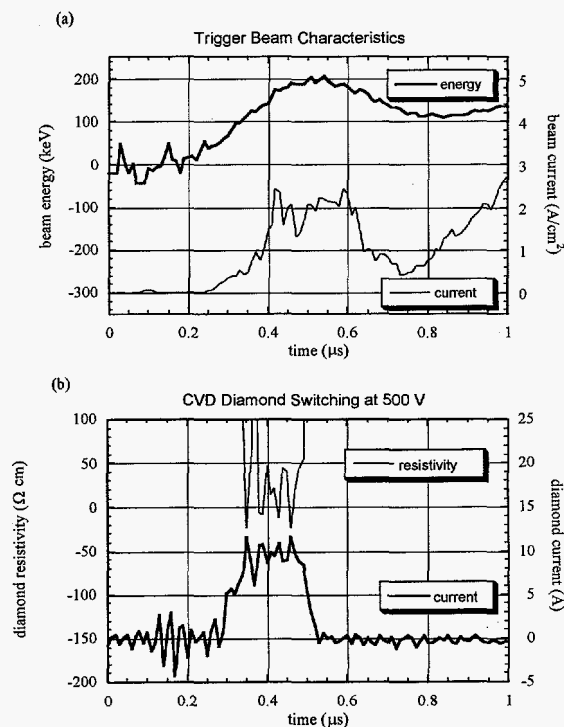 (a)
Trigger Beam Characteristics
200
100
0
-100
-200
-300
beam energy (keV)
energy
current
5
4
3
2
1
0
beam current (A/cm²)
0
0.2
0.4
0.6
0.8
1
time (µs)
(b)
CVD Diamond Switching at 500 V
100
50
0
-50
-100
-150
-200
diamond resistivity (Ω cm)
resistivity
current
25
20
15
10
5
0
-5
diamond current (A)
0
0.2
0.4
0.6
0.8
1
time (µs)